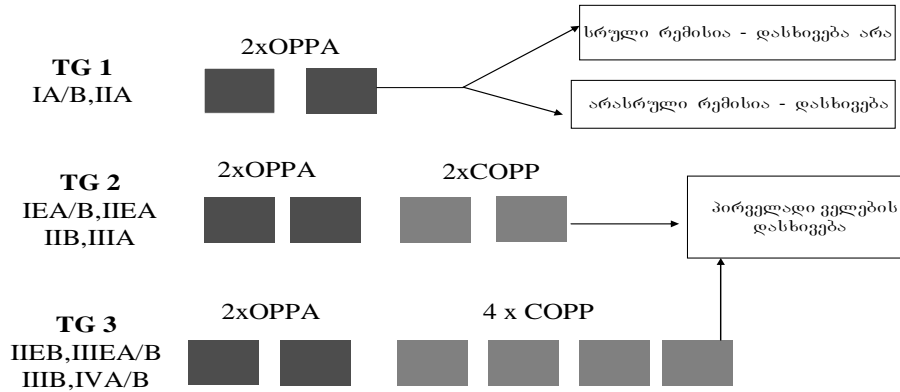 2xOPPA
TG 1
IA/B,IIA
სრული რემისია - დასხივება არა
არასრული რემისია - დასხივება
TG 2
IEA/B,IIEA
IIB,IIIA
2xOPPA
2xCOPP
პირველადი ველების
დასხივება
TG 3
IIEB,IIIEA/B
IIIB,IVA/B
2xOPPA
4 x COPP